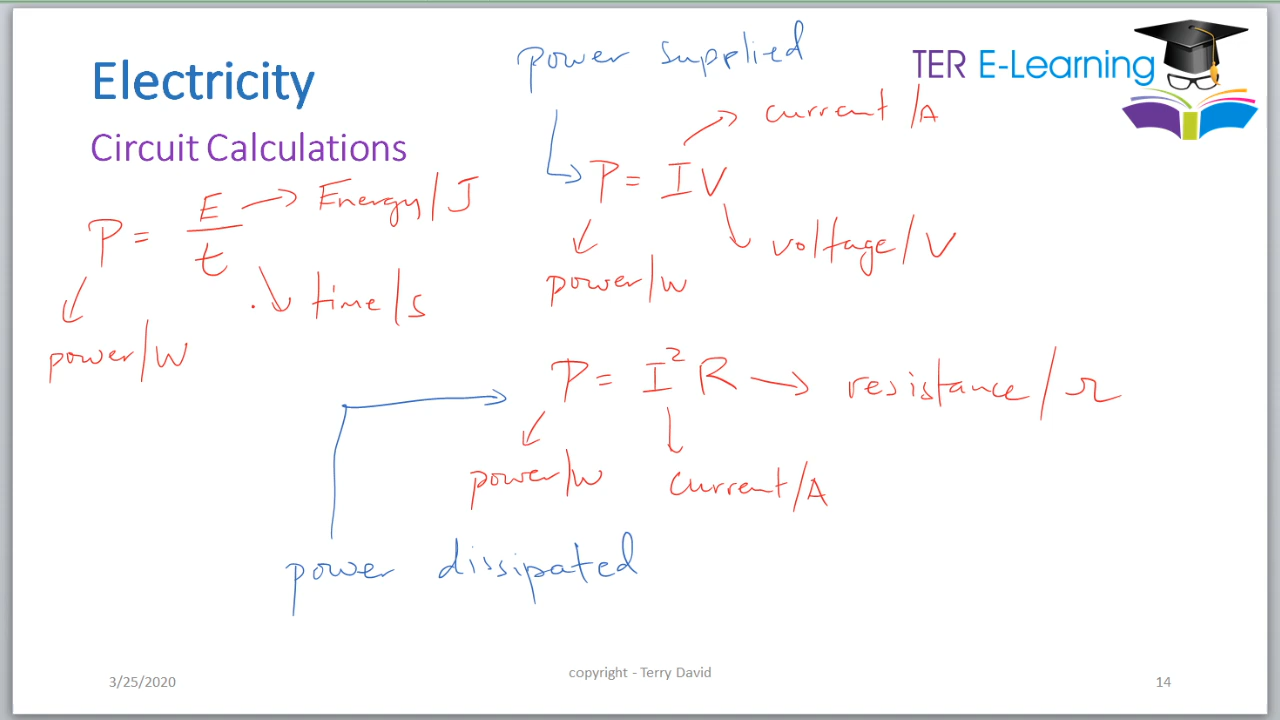 Electricity
Circuit Calculations
TER E-Learning
power supplied
P = IV
current /A
voltage/V
power/W
P = E/t
Energy/J
time/s
power/W
P = I²R
resistance/Ω
power/W
current/A
power dissipated
3/25/2020
copyright - Terry David
14